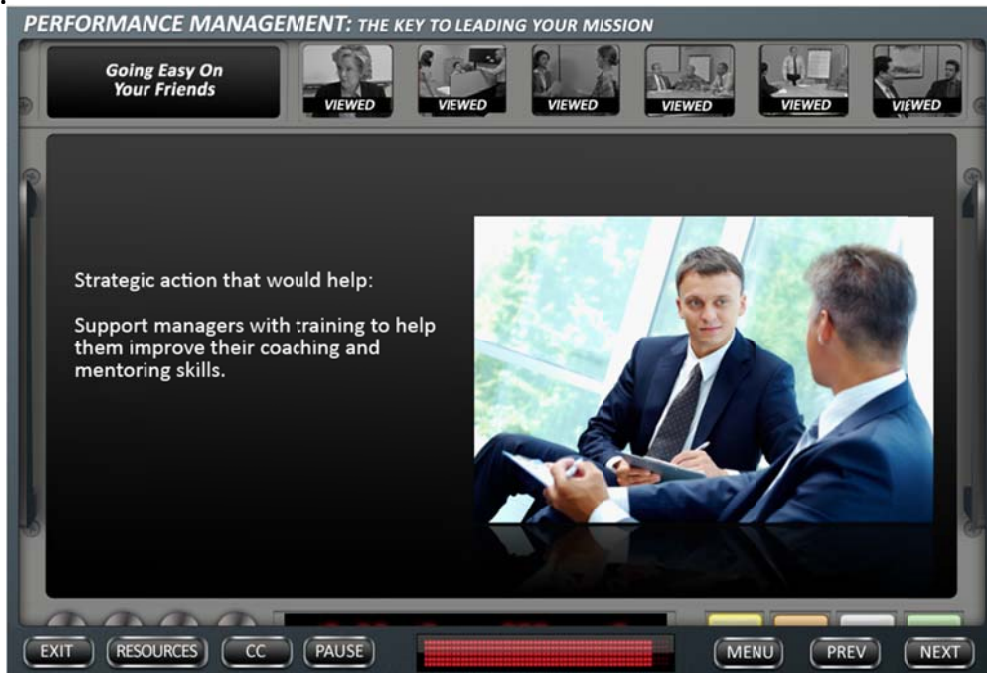 PERFORMANCE MANAGEMENT: THE KEY TO LEADING YOUR MISSION
Going Easy On
Your Friends
VIEWED
VIEWED
VIEWED
VIEWED
VIEWED
VIEWED
Strategic action that would help:
Support managers with training to help
them improve their coaching and
mentoring skills.
EXIT
RESOURCES
CC
PAUSE
MENU
PREV
NEXT